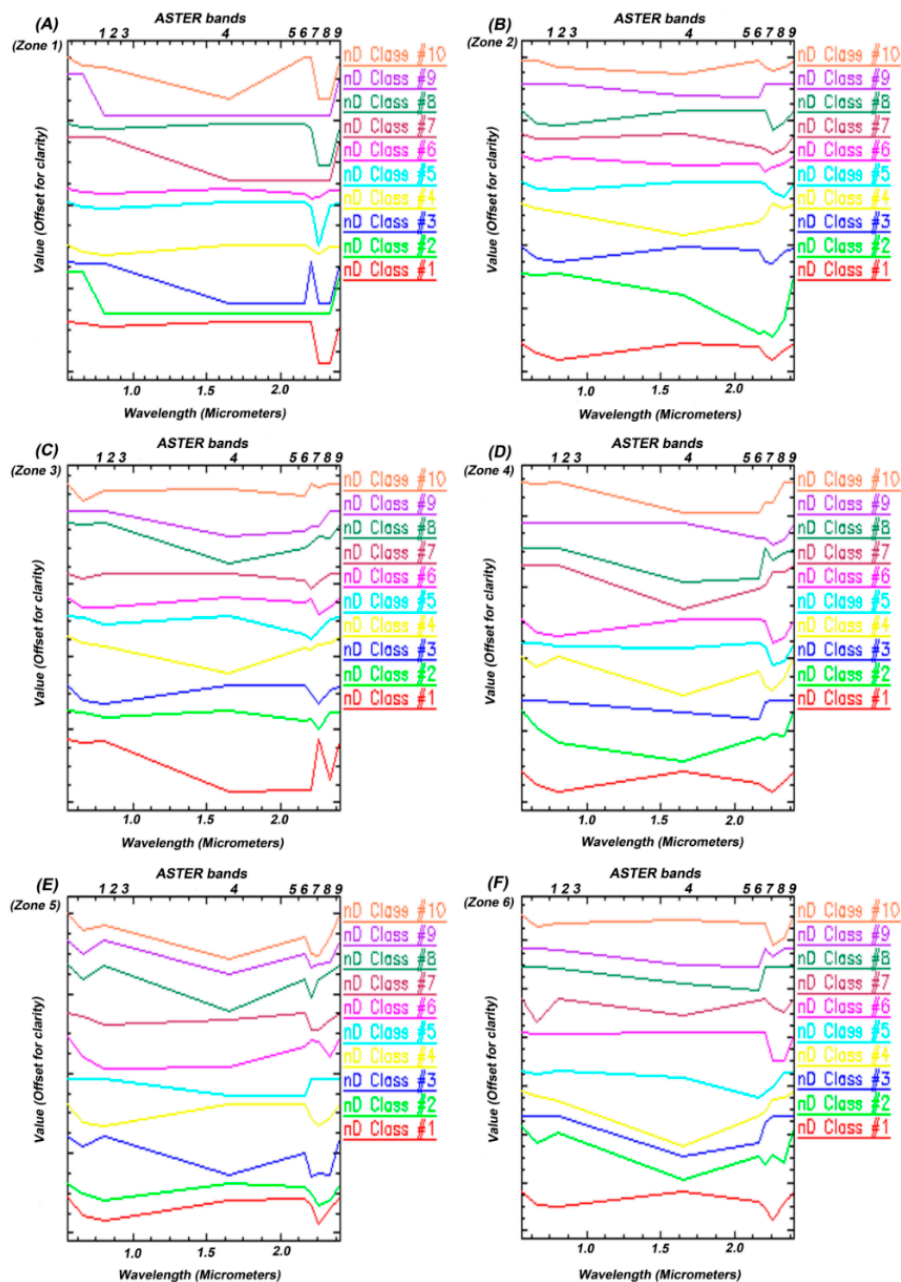 (A)
ASTER bands
(Zone 1)
1 2 3 4 5 6 7 8 9
nD Class #10
nD Class #9
nD Class #8
nD Class #7
nD Class #6
nD Class #5
nD Class #4
nD Class #3
nD Class #2
nD Class #1
Value (Offset for clarity)
1.0 1.5 2.0
Wavelength (Micrometers)
(B)
ASTER bands
(Zone 2)
1 2 3 4 5 6 7 8 9
nD Class #10
nD Class #9
nD Class #8
nD Class #7
nD Class #6
nD Class #5
nD Class #4
nD Class #3
nD Class #2
nD Class #1
Value (Offset for clarity)
1.0 1.5 2.0
Wavelength (Micrometers)
(C)
ASTER bands
(Zone 3)
1 2 3 4 5 6 7 8 9
nD Class #10
nD Class #9
nD Class #8
nD Class #7
nD Class #6
nD Class #5
nD Class #4
nD Class #3
nD Class #2
nD Class #1
Value (Offset for clarity)
1.0 1.5 2.0
Wavelength (Micrometers)
(D)
ASTER bands
(Zone 4)
1 2 3 4 5 6 7 8 9
nD Class #10
nD Class #9
nD Class #8
nD Class #7
nD Class #6
nD Class #5
nD Class #4
nD Class #3
nD Class #2
nD Class #1
Value (Offset for clarity)
1.0 1.5 2.0
Wavelength (Micrometers)
(E)
ASTER bands
(Zone 5)
1 2 3 4 5 6 7 8 9
nD Class #10
nD Class #9
nD Class #8
nD Class #7
nD Class #6
nD Class #5
nD Class #4
nD Class #3
nD Class #2
nD Class #1
Value (Offset for clarity)
1.0 1.5 2.0
Wavelength (Micrometers)
(F)
ASTER bands
(Zone 6)
1 2 3 4 5 6 7 8 9
nD Class #10
nD Class #9
nD Class #8
nD Class #7
nD Class #6
nD Class #5
nD Class #4
nD Class #3
nD Class #2
nD Class #1
Value (Offset for clarity)
1.0 1.5 2.0
Wavelength (Micrometers)